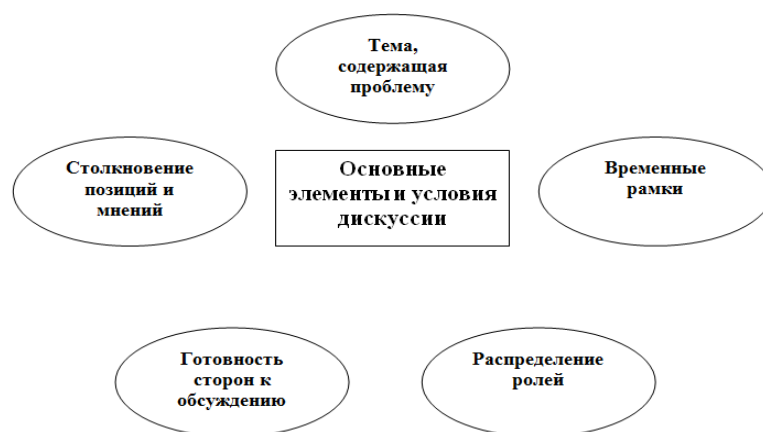 Тема,
содержащая
проблему
Столкновение
позиций и
мнений
Основные
элементы и условия
дискуссии
Временные
рамки
Готовность
сторон к
обсуждению
Распределение
ролей